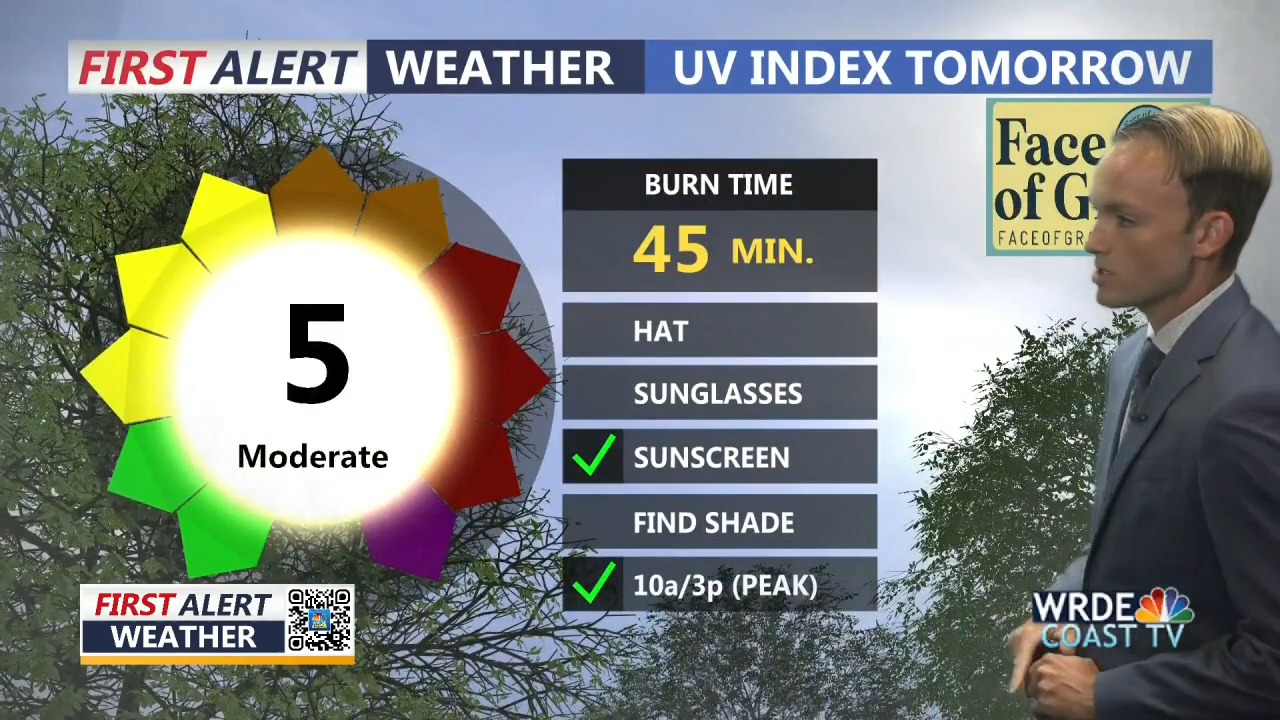 FIRST ALERT WEATHER UV INDEX TOMORROW
Face
of G
FACEOFGRA
BURN TIME
45 MIN.
HAT
SUNGLASSES
SUNSCREEN
FIND SHADE
10a/3p (PEAK)
5
Moderate
FIRST ALERT
WEATHER
WRDE
COAST TV